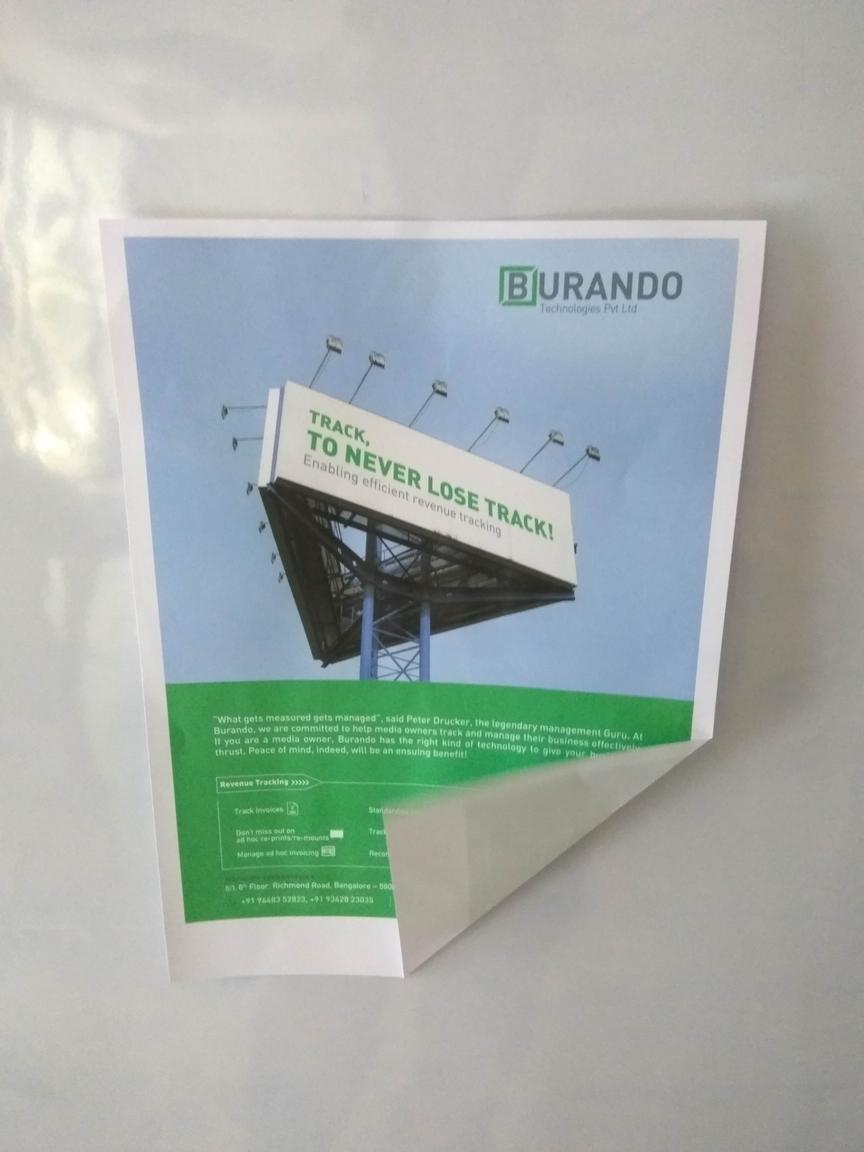 BURANDO
Technologies Pvt.Ltd
TRACK,
TO NEVER LOSE TRACK!
Enabling efficient revenue tracking
"What gets measured gets managed", said Peter Drucker, the legendary management Guru. At
Burando, we are committed to help media owners track and manage their business effectively.
If you are a media owner, Burando has the right kind of technology to give your
thrust. Peace of mind, indeed, will be an ensuing benefit!
Revenue Tracking >>>>>
Track Invoices
Don't miss out on
ad hoc re-prints/re-mounts
Manage ad hoc invoicing
Track
6th Floor, Richmond Road, Bangalore –
+91 96483 52823, +91 93428 23035